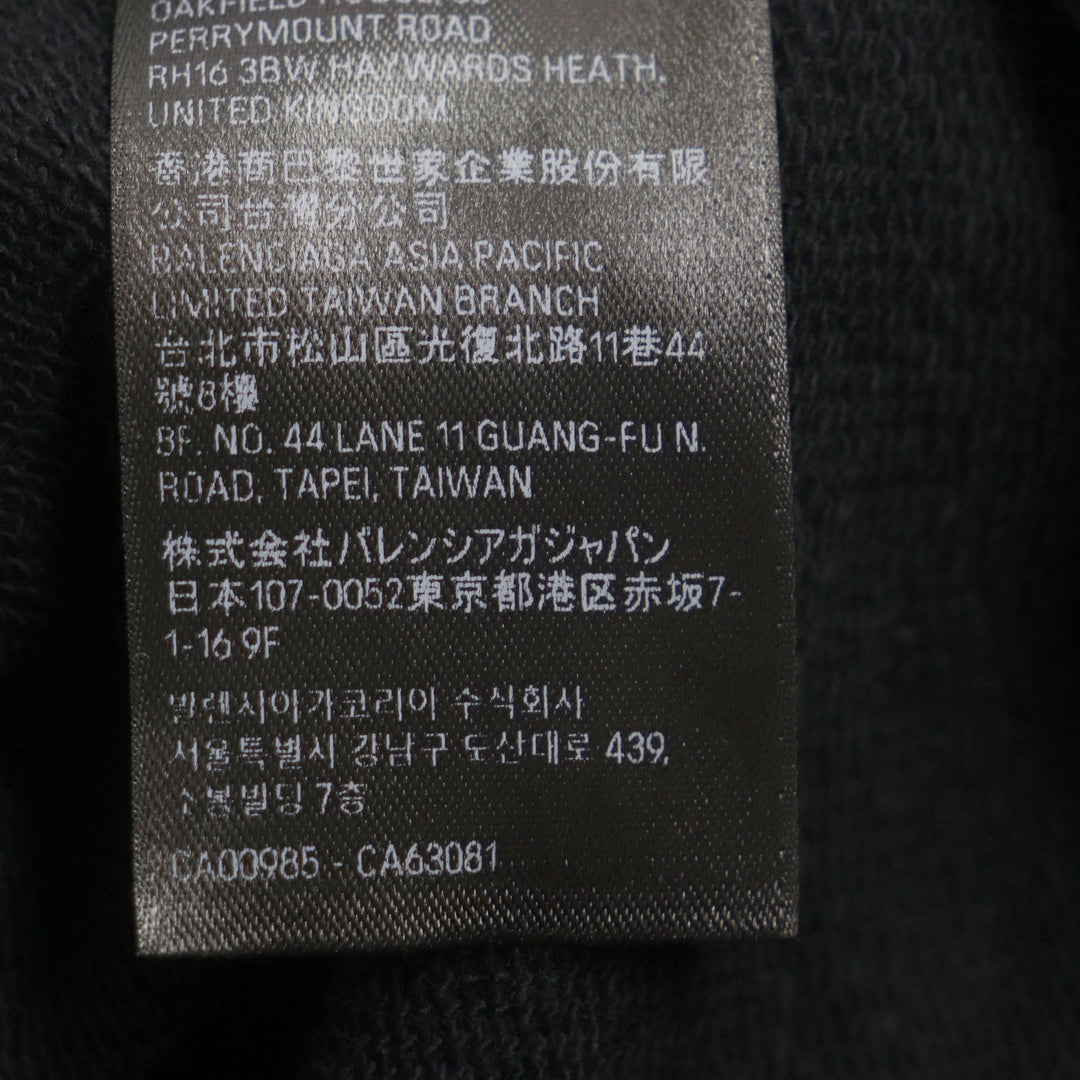 PERRYMOUNT ROAD
RH16 3BW HAYWARDS HEATH,
UNITED KINGDOM
香港商巴黎世家企業股份有限
公司台灣分公司
BALENCIAGA ASIA PACIFIC
LIMITED TAIWAN BRANCH
台北市松山區光復北路11巷44
號8樓
8F. NO. 44 LANE 11 GUANG-FU N.
ROAD, TAPEI, TAIWAN
株式会社バレンシアガジャパン
日本107-0052東京都港区赤坂7-
1-16 9F
발렌시아가코리아 수식회사
서울특별시 강남구 도산대로 439,
7층
CA00985 - CA63081